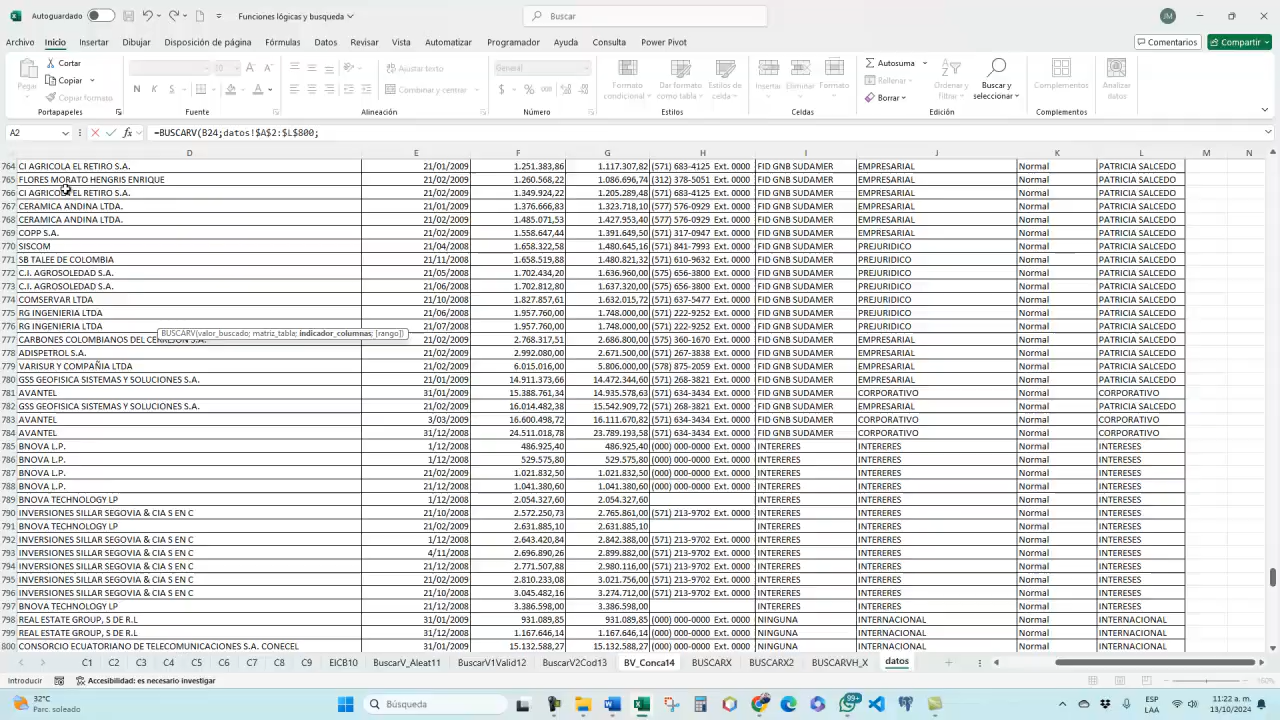 Autoguardado Funciones lógicas y busqueda Buscar JM
Archivo Inicio Insertar Dibujar Disposición de página Fórmulas Datos Revisar Vista Automatizar Programador Ayuda Consulta Power Pivot Comentarios Compartir
Pegar Cortar Copiar Copiar formato Ajustar texto Combinar y centrar General Formato condicional Dar formato como tabla Estilos de celda Insertar Eliminar Formato Autosuma Rellenar Borrar Ordenar y filtrar Buscar y seleccionar Complementos Analizar datos
Portapapeles Fuente Alineación Número Estilos Celdas Edición Complementos
A2 fx =BUSCARV(B24;datos!$A$2:$L$800;
D E F G H I J K L M N
764 CI AGRICOLA EL RETIRO S.A. 21/01/2009 1.251.383,86 1.117.307,82 (571) 683-4125 Ext. 0000 FID GNB SUDAMER EMPRESARIAL Normal PATRICIA SALCEDO
765 FLORES MORATO HENGRIS ENRIQUE 21/02/2009 1.260.568,22 1.086.696,74 (312) 378-5051 Ext. 0000 FID GNB SUDAMER EMPRESARIAL Normal PATRICIA SALCEDO
766 CI AGRICOLA EL RETIRO S.A. 21/02/2009 1.349.924,22 1.205.289,48 (571) 683-4125 Ext. 0000 FID GNB SUDAMER EMPRESARIAL Normal PATRICIA SALCEDO
767 CERAMICA ANDINA LTDA. 21/01/2009 1.376.666,83 1.323.718,10 (577) 576-0929 Ext. 0000 FID GNB SUDAMER EMPRESARIAL Normal PATRICIA SALCEDO
768 CERAMICA ANDINA LTDA. 21/02/2009 1.485.071,53 1.427.953,40 (577) 576-0929 Ext. 0000 FID GNB SUDAMER EMPRESARIAL Normal PATRICIA SALCEDO
769 COPP S.A. 21/02/2009 1.558.647,44 1.391.649,50 (571) 317-0947 Ext. 0000 FID GNB SUDAMER EMPRESARIAL Normal PATRICIA SALCEDO
770 SISCOM 21/04/2008 1.658.322,58 1.480.645,16 (571) 841-7993 Ext. 0000 FID GNB SUDAMER PREJURIDICO Normal PATRICIA SALCEDO
771 SB TALEE DE COLOMBIA 21/11/2008 1.658.519,88 1.480.821,32 (571) 610-9632 Ext. 0000 FID GNB SUDAMER PREJURIDICO Normal PATRICIA SALCEDO
772 C.I. AGROSOLEDAD S.A. 21/05/2008 1.702.434,20 1.636.960,00 (575) 656-3800 Ext. 0000 FID GNB SUDAMER PREJURIDICO Normal PATRICIA SALCEDO
773 C.I. AGROSOLEDAD S.A. 21/06/2008 1.702.812,80 1.637.320,00 (575) 656-3800 Ext. 0000 FID GNB SUDAMER PREJURIDICO Normal PATRICIA SALCEDO
774 COMSERVAR LTDA 21/10/2008 1.827.857,61 1.632.015,72 (571) 637-5477 Ext. 0000 FID GNB SUDAMER PREJURIDICO Normal PATRICIA SALCEDO
775 RG INGENIERIA LTDA 21/06/2008 1.957.760,00 1.748.000,00 (571) 222-9252 Ext. 0000 FID GNB SUDAMER PREJURIDICO Normal PATRICIA SALCEDO
776 RG INGENIERIA LTDA 21/07/2008 1.957.760,00 1.748.000,00 (571) 222-9252 Ext. 0000 FID GNB SUDAMER PREJURIDICO Normal PATRICIA SALCEDO
BUSCARV(valor_buscado; matriz_tabla; indicador_columnas; [rango])
777 CARBONES COLOMBIANOS DEL CERREJON S.A. 21/02/2009 2.768.317,51 2.686.800,00 (575) 360-1670 Ext. 0000 FID GNB SUDAMER EMPRESARIAL Normal PATRICIA SALCEDO
778 ADISPETROL S.A. 21/02/2009 2.992.080,00 2.671.500,00 (571) 267-3838 Ext. 0000 FID GNB SUDAMER EMPRESARIAL Normal PATRICIA SALCEDO
779 VARISUR Y COMPAÑIA LTDA 21/02/2009 6.015.016,00 5.806.000,00 (578) 875-2059 Ext. 0000 FID GNB SUDAMER EMPRESARIAL Normal PATRICIA SALCEDO
780 GSS GEOFISICA SISTEMAS Y SOLUCIONES S.A. 21/01/2009 14.911.373,66 14.472.344,60 (571) 268-3821 Ext. 0000 FID GNB SUDAMER EMPRESARIAL Normal PATRICIA SALCEDO
781 AVANTEL 21/01/2009 15.388.761,34 14.935.578,63 (571) 634-3434 Ext. 0000 FID GNB SUDAMER CORPORATIVO Normal CORPORATIVO
782 GSS GEOFISICA SISTEMAS Y SOLUCIONES S.A. 21/02/2009 16.014.482,38 15.542.909,72 (571) 268-3821 Ext. 0000 FID GNB SUDAMER EMPRESARIAL Normal PATRICIA SALCEDO
783 AVANTEL 3/03/2009 16.600.498,72 16.111.670,82 (571) 634-3434 Ext. 0000 FID GNB SUDAMER CORPORATIVO Normal CORPORATIVO
784 AVANTEL 31/12/2008 24.511.018,78 23.789.193,58 (571) 634-3434 Ext. 0000 FID GNB SUDAMER CORPORATIVO Normal CORPORATIVO
785 BNOVA L.P. 1/12/2008 486.925,40 486.925,40 (000) 000-0000 Ext. 0000 INTERERES INTERERES Normal INTERESES
786 BNOVA L.P. 1/12/2008 529.575,80 529.575,80 (000) 000-0000 Ext. 0000 INTERERES INTERERES Normal INTERESES
787 BNOVA L.P. 21/02/2009 1.021.832,50 1.021.832,50 (000) 000-0000 Ext. 0000 INTERERES INTERERES Normal INTERESES
788 BNOVA L.P. 21/12/2008 1.041.380,60 1.041.380,60 (000) 000-0000 Ext. 0000 INTERERES INTERERES Normal INTERESES
789 BNOVA TECHNOLOGY LP 1/12/2008 2.054.327,60 2.054.327,60 INTERERES INTERERES Normal INTERESES
790 INVERSIONES SILLAR SEGOVIA & CIA S EN C 21/10/2008 2.572.250,73 2.765.861,00 (571) 213-9702 Ext. 0000 INTERERES INTERERES Normal INTERESES
791 BNOVA TECHNOLOGY LP 21/02/2009 2.631.885,10 2.631.885,10 INTERERES INTERERES Normal INTERESES
792 INVERSIONES SILLAR SEGOVIA & CIA S EN C 1/12/2008 2.643.420,84 2.842.388,00 (571) 213-9702 Ext. 0000 INTERERES INTERERES Normal INTERESES
793 INVERSIONES SILLAR SEGOVIA & CIA S EN C 4/11/2008 2.696.890,26 2.899.882,00 (571) 213-9702 Ext. 0000 INTERERES INTERERES Normal INTERESES
794 INVERSIONES SILLAR SEGOVIA & CIA S EN C 21/12/2008 2.771.507,88 2.980.116,00 (571) 213-9702 Ext. 0000 INTERERES INTERERES Normal INTERESES
795 INVERSIONES SILLAR SEGOVIA & CIA S EN C 21/02/2009 2.810.233,08 3.021.756,00 (571) 213-9702 Ext. 0000 INTERERES INTERERES Normal INTERESES
796 INVERSIONES SILLAR SEGOVIA & CIA S EN C 21/10/2008 3.045.482,16 3.274.712,00 (571) 213-9702 Ext. 0000 INTERERES INTERERES Normal INTERESES
797 BNOVA TECHNOLOGY LP 21/12/2008 3.386.598,00 3.386.598,00 INTERERES INTERERES Normal INTERESES
798 REAL ESTATE GROUP, S DE R.L 31/01/2009 931.089,85 931.089,85 (000) 000-0000 Ext. 0000 NINGUNA INTERNACIONAL Normal INTERNACIONAL
799 REAL ESTATE GROUP, S DE R.L 31/12/2008 1.167.646,14 1.167.646,14 (000) 000-0000 Ext. 0000 NINGUNA INTERNACIONAL Normal INTERNACIONAL
800 CONSORCIO ECUATORIANO DE TELECOMUNICACIONES S.A. CONECEL 31/01/2009 15.132.588,27 15.132.588,27 (000) 000-0000 Ext. 0000 NINGUNA INTERNACIONAL Normal INTERNACIONAL
C1 C2 C3 C4 C5 C6 C7 C8 C9 EICB10 BuscarV_Aleat11 BuscarV1Valid12 BuscarV2Cod13 BV_Conca14 BUSCARX BUSCARX2 BUSCARVH_X datos
Introducir Accesibilidad: es necesario investigar
32°C Parc. soleado Búsqueda 99+ ESP LAA 11:22 a. m. 13/10/2024